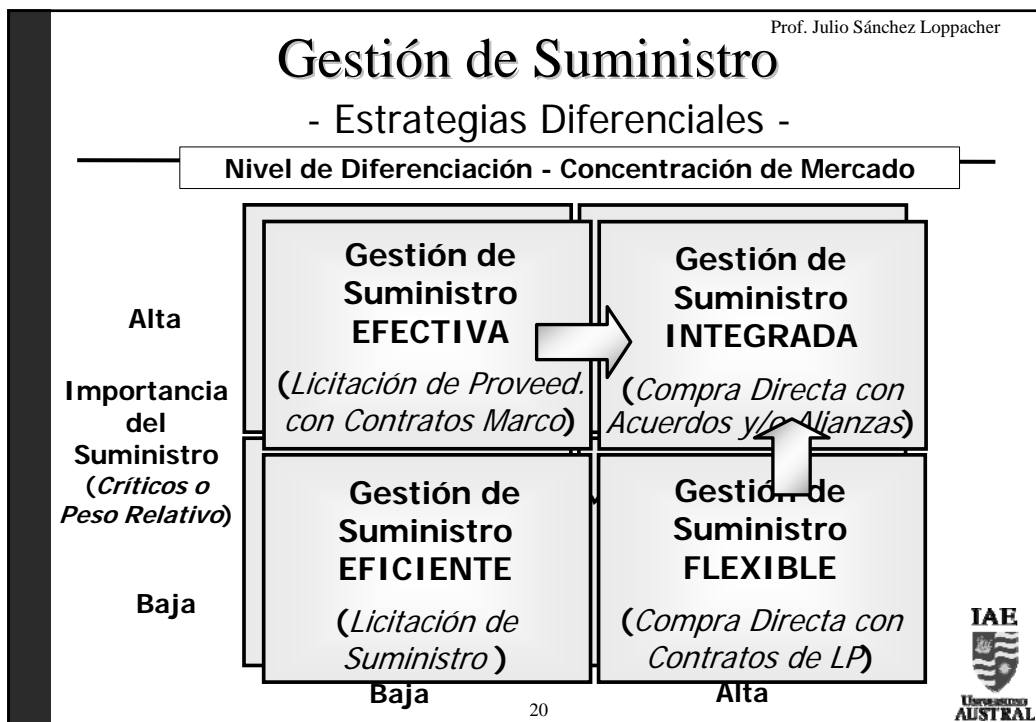 Prof. Julio Sánchez Loppacher
Gestión de Suministro
- Estrategias Diferenciales -
Nivel de Diferenciación - Concentración de Mercado
Alta
Importancia
del
Suministro
(Críticos o
Peso Relativo)
Baja
Gestión de
Suministro
EFECTIVA
(Licitación de Proveed.
con Contratos Marco)
Gestión de
Suministro
INTEGRADA
(Compra Directa con
Acuerdos y/o Alianzas)
Gestión de
Suministro
EFICIENTE
(Licitación de
Suministro )
Gestión de
Suministro
FLEXIBLE
(Compra Directa con
Contratos de LP)
Baja
Alta
20
IAE
Universidad
AUSTRAL